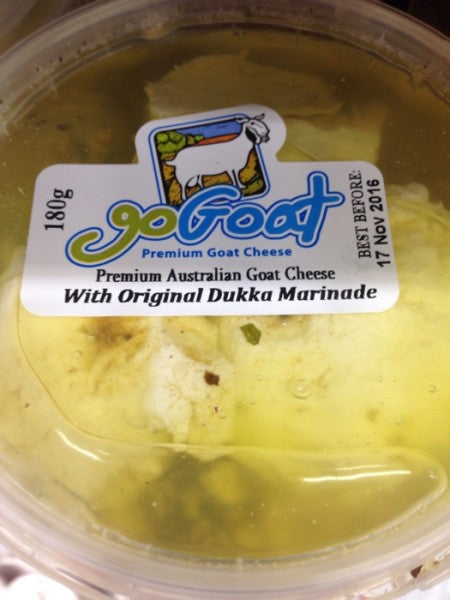 180g
goGoat
Premium Goat Cheese
Premium Australian Goat Cheese
With Original Dukka Marinade
BEST BEFORE:
17 Nov 2016